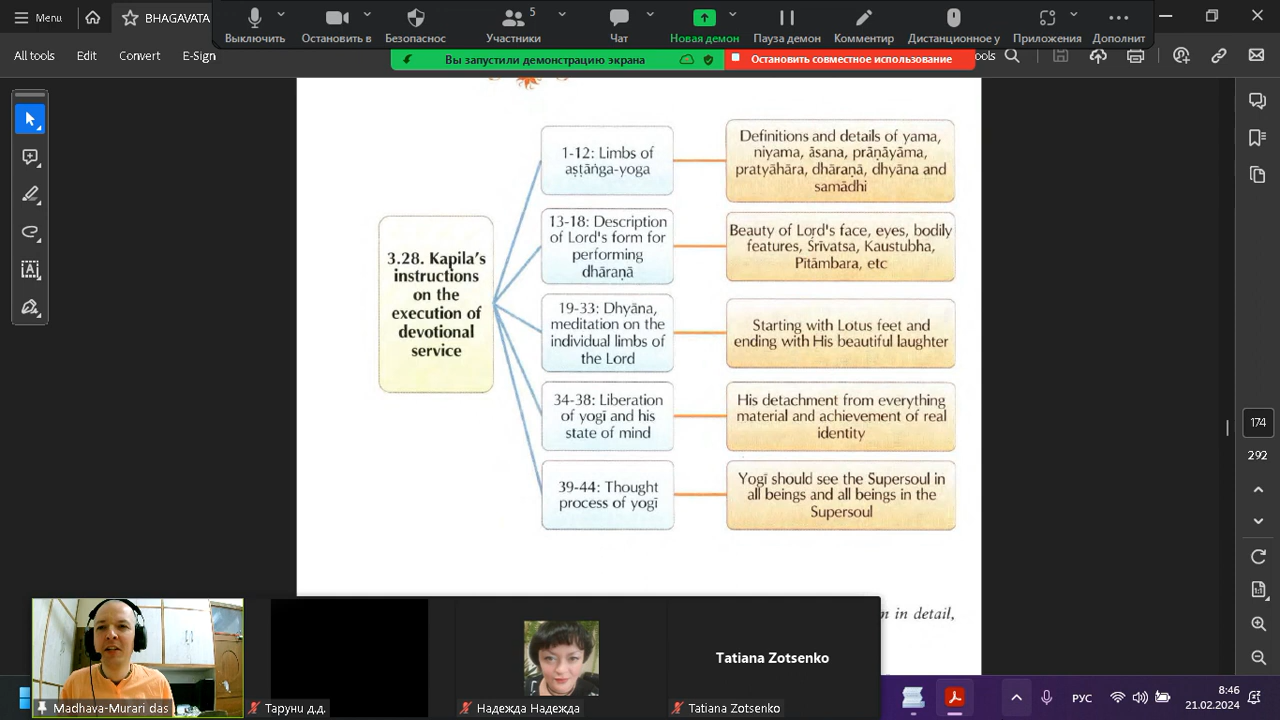 Menu
BHAGAVATA
Выключить
Остановить в
Безопаснос
5
Участники
Чат
Новая демон
Пауза демон
Комментир
Дистанционное у
Приложения
Дополнит
ools
Edit
Convert
E-Sign
Вы запустили демонстрацию экрана
Остановить совместное использование
ools
3.28. Kapila's
instructions
on the
execution of
devotional
service
1-12: Limbs of
aṣṭāṅga-yoga
Definitions and details of yama,
niyama, āsana, prāṇāyāma,
pratyāhāra, dhāraṇā, dhyāna and
samādhi
13-18: Description
of Lord's form for
performing
dhāraṇā
Beauty of Lord's face, eyes, bodily
features, Śrīvatsa, Kaustubha,
Pītāmbara, etc
19-33: Dhyāna,
meditation on the
individual limbs of
the Lord
Starting with Lotus feet and
ending with His beautiful laughter
34-38: Liberation
of yogī and his
state of mind
His detachment from everything
material and achievement of real
identity
39-44: Thought
process of yogī
Yogī should see the Supersoul in
all beings and all beings in the
Supersoul
in detail,
174
292
Madhava-Murari das
Таруни д.д.
Надежда Надежда
Tatiana Zotsenko
Tatiana Zotsenko
РУС
8:46
21.02.2024